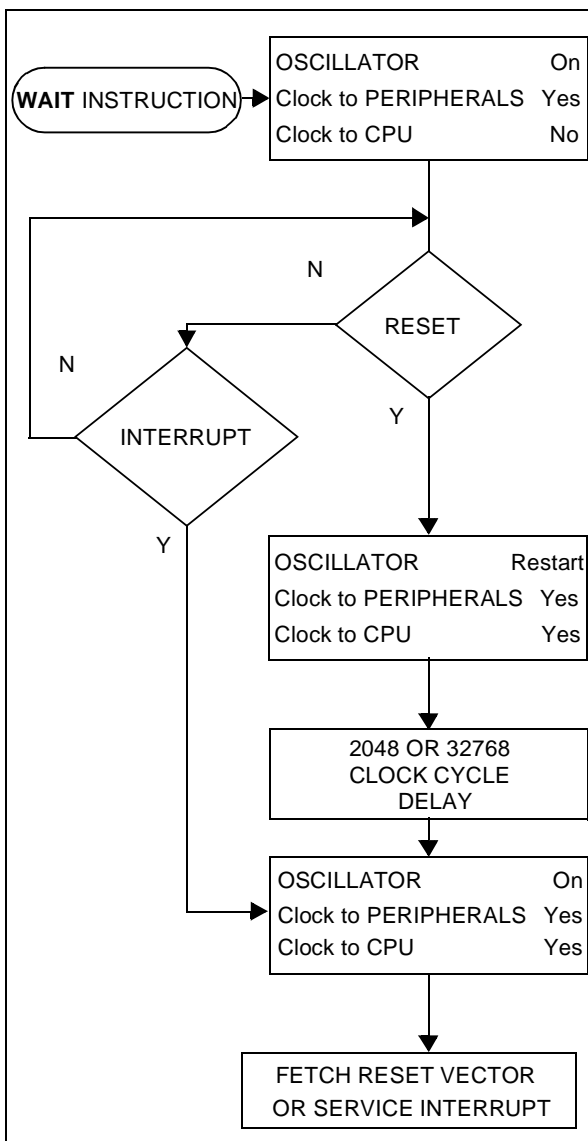 WAIT INSTRUCTION
OSCILLATOR On
Clock to PERIPHERALS Yes
Clock to CPU No
N
RESET
N
INTERRUPT
Y
Y
OSCILLATOR Restart
Clock to PERIPHERALS Yes
Clock to CPU Yes
2048 OR 32768
CLOCK CYCLE
DELAY
OSCILLATOR On
Clock to PERIPHERALS Yes
Clock to CPU Yes
FETCH RESET VECTOR
OR SERVICE INTERRUPT